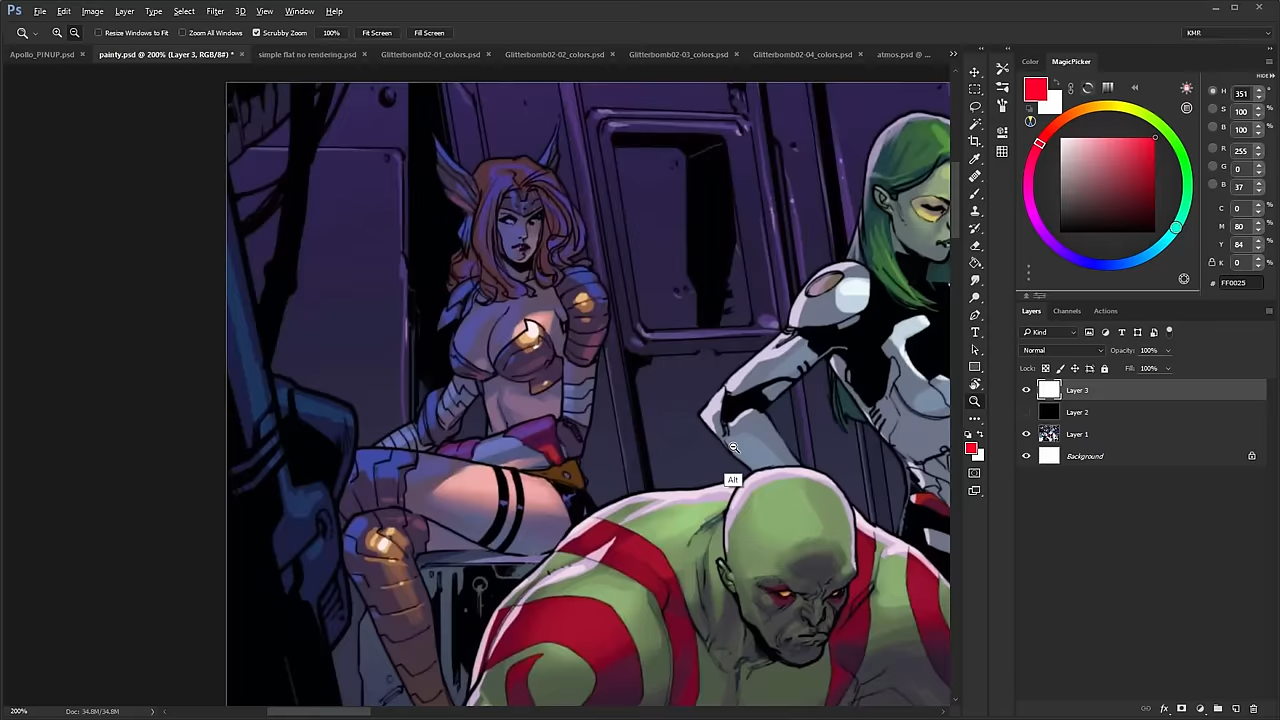 Ps File Edit Image Layer Type Select Filter 3D View Window Help
Resize Windows to Fit Zoom All Windows Scrubby Zoom 100% Fit Screen Fill Screen KMR
Apollo_PINUP.psd × painty.psd @ 200% (Layer 3, RGB/8#) * × simple flat no rendering.psd × Glitterbomb02-01_colors.psd × Glitterbomb02-02_colors.psd × Glitterbomb02-03_colors.psd × Glitterbomb02-04_colors.psd × atmos.psd @ ... »
Color MagicPicker
HIDE
H 351 °
S 100 %
B 100 %
R 255
G 0
B 37
C 0 %
M 80 %
Y 84 %
K 0 %
# FF0025
Layers Channels Actions
Kind
Normal Opacity: 100%
Lock: Fill: 100%
Layer 3
Layer 2
Layer 1
Background
Alt
200% Doc: 34.8M/34.8M